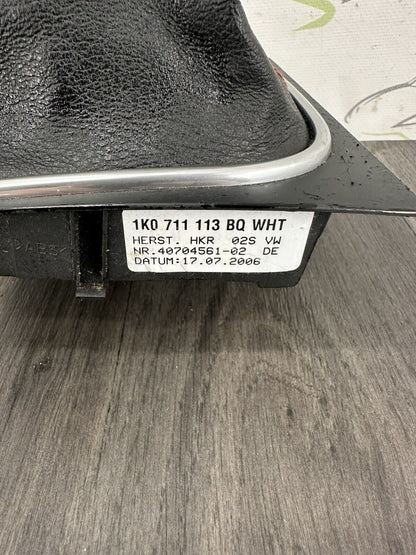 1K0 711 113 BQ WHT
HERST. HKR 02S VW
NR.40704561-02 DE
DATUM:17.07.2006